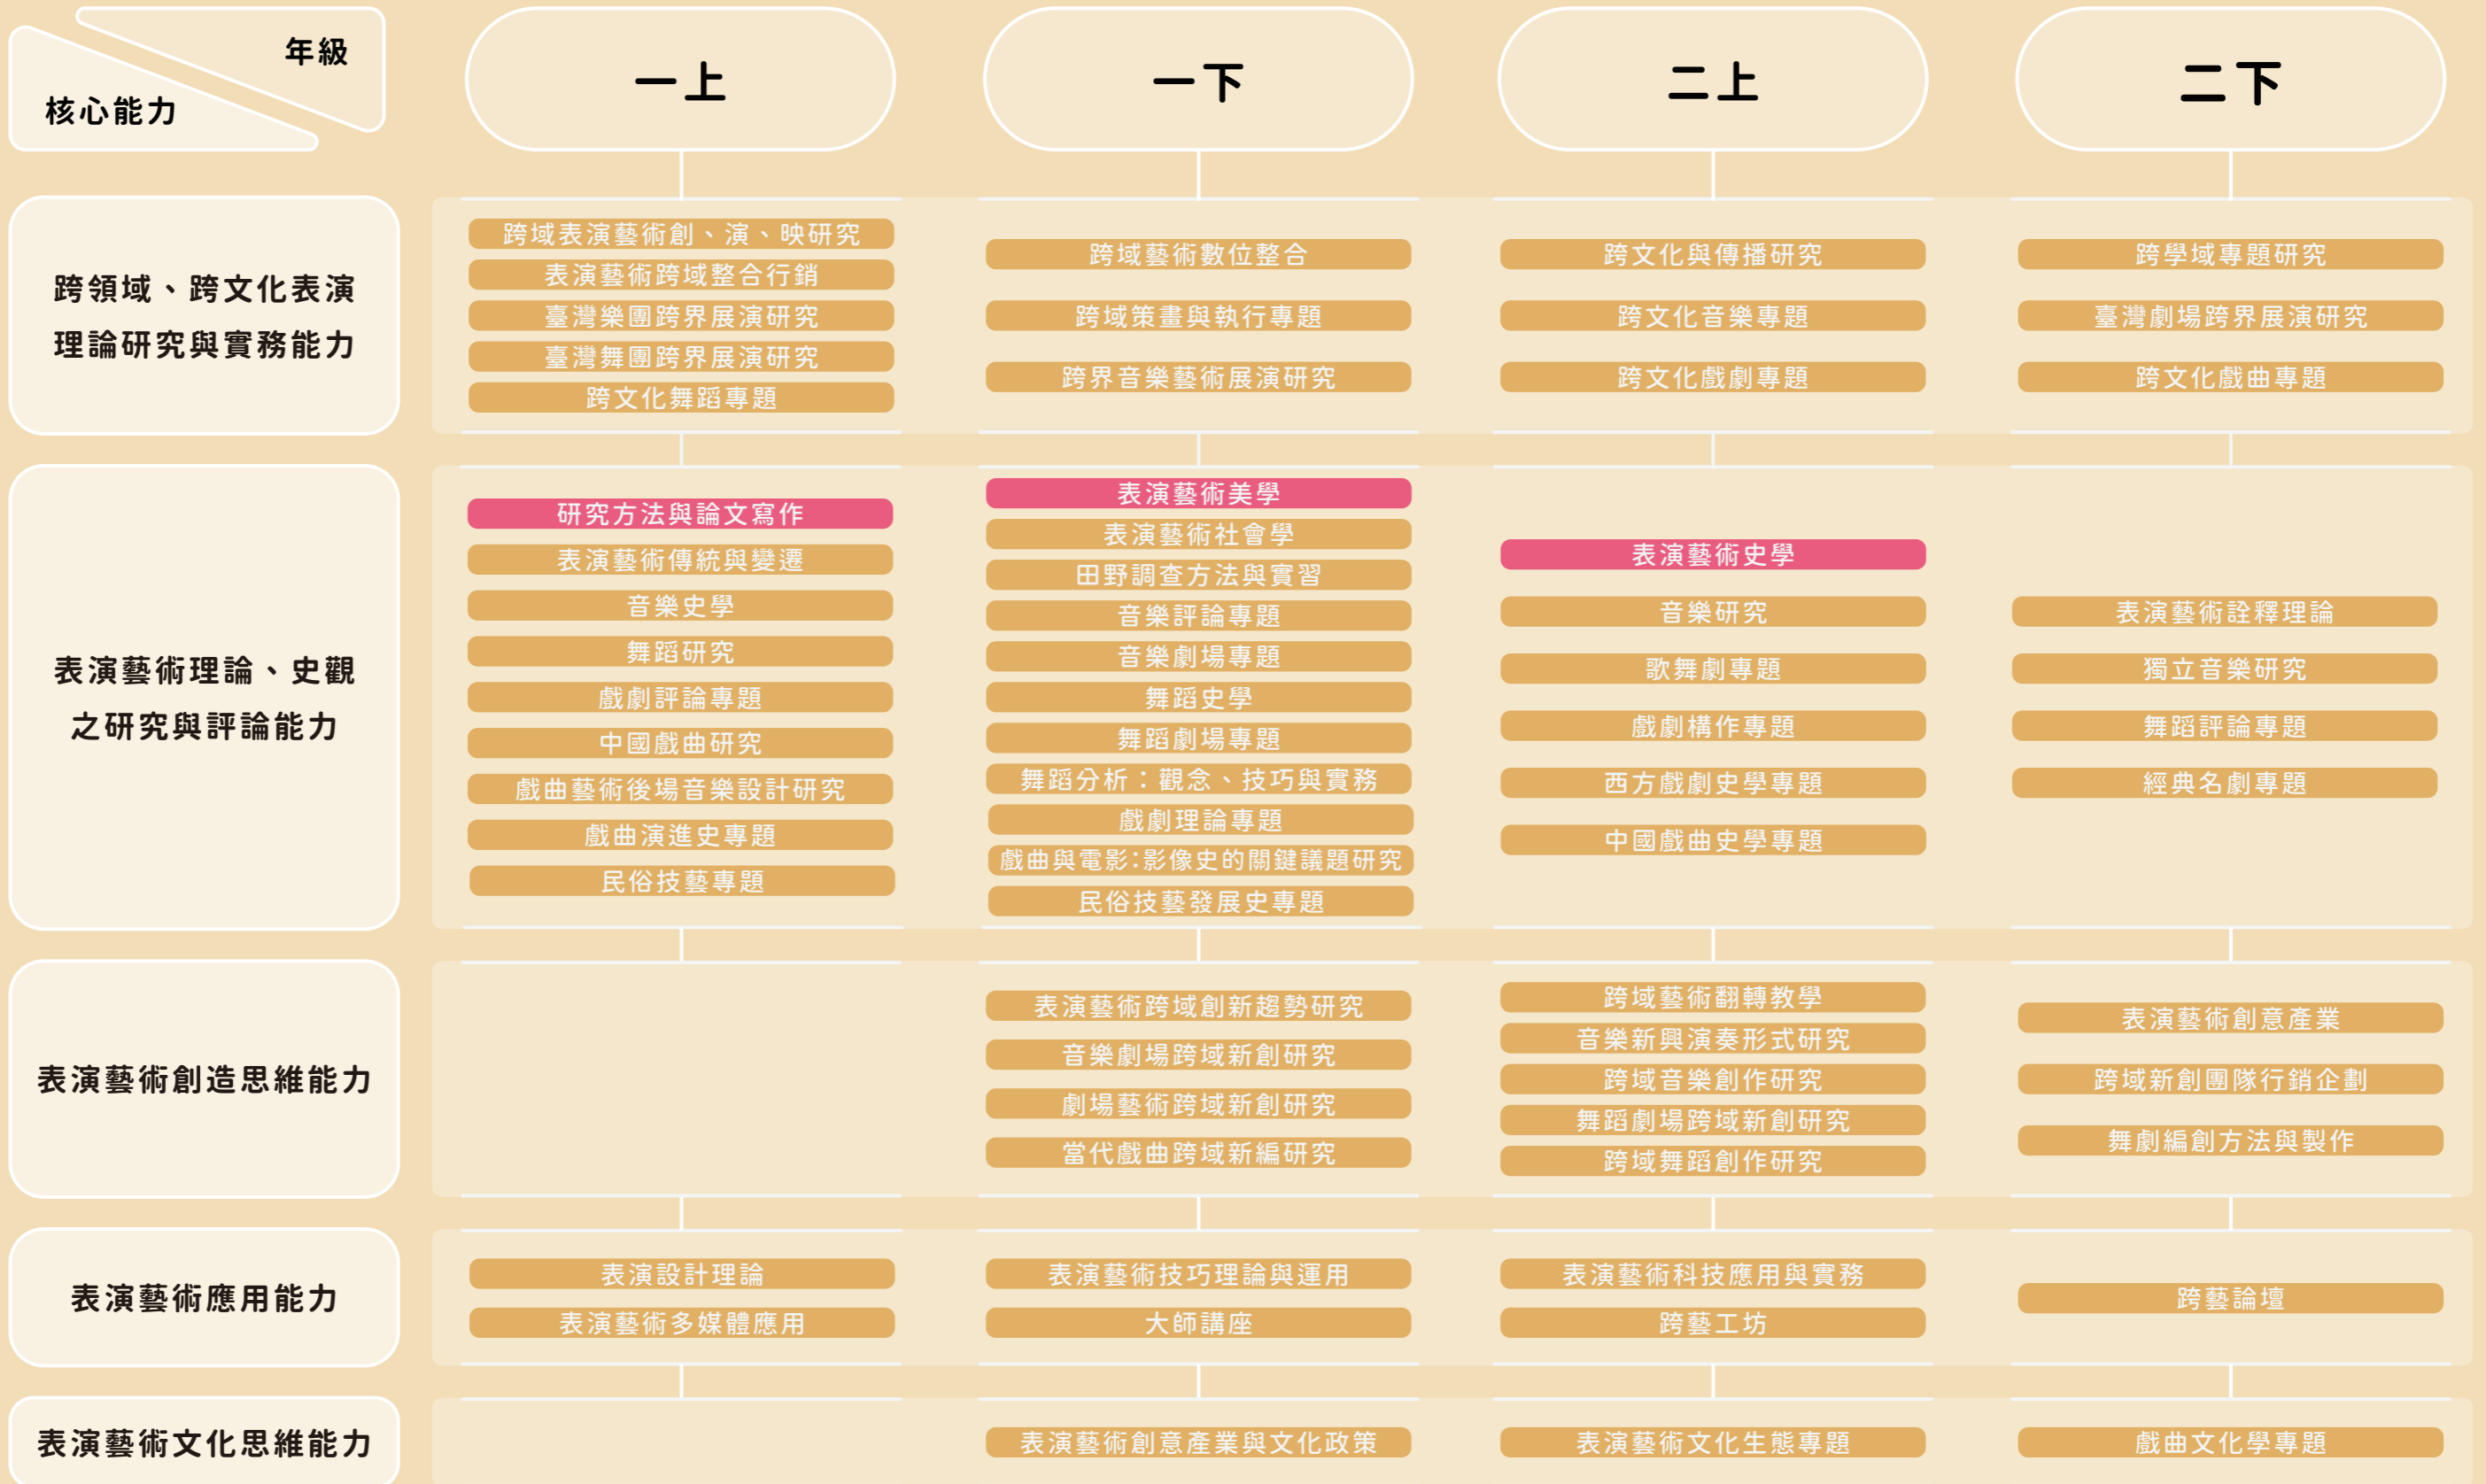 年級
核心能力
一上
一下
二上
二下
跨領域、跨文化表演
理論研究與實務能力
跨域表演藝術創、演、映研究
表演藝術跨域整合行銷
臺灣樂團跨界展演研究
臺灣舞團跨界展演研究
跨文化舞蹈專題
跨域藝術數位整合
跨域策畫與執行專題
跨界音樂藝術展演研究
跨文化與傳播研究
跨文化音樂專題
跨文化戲劇專題
跨學域專題研究
臺灣劇場跨界展演研究
跨文化戲曲專題
表演藝術理論、史觀
之研究與評論能力
研究方法與論文寫作
表演藝術傳統與變遷
音樂史學
舞蹈研究
戲劇評論專題
中國戲曲研究
戲曲藝術後場音樂設計研究
戲曲演進史專題
民俗技藝專題
表演藝術美學
表演藝術社會學
田野調查方法與實習
音樂評論專題
音樂劇場專題
舞蹈史學
舞蹈劇場專題
舞蹈分析：觀念、技巧與實務
戲劇理論專題
戲曲與電影:影像史的關鍵議題研究
民俗技藝發展史專題
表演藝術史學
音樂研究
歌舞劇專題
戲劇構作專題
西方戲劇史學專題
中國戲曲史學專題
表演藝術詮釋理論
獨立音樂研究
舞蹈評論專題
經典名劇專題
表演藝術創造思維能力
表演藝術跨域創新趨勢研究
音樂劇場跨域新創研究
劇場藝術跨域新創研究
當代戲曲跨域新編研究
跨域藝術翻轉教學
音樂新興演奏形式研究
跨域音樂創作研究
舞蹈劇場跨域新創研究
跨域舞蹈創作研究
表演藝術創意產業
跨域新創團隊行銷企劃
舞劇編創方法與製作
表演藝術應用能力
表演設計理論
表演藝術多媒體應用
表演藝術技巧理論與運用
大師講座
表演藝術科技應用與實務
跨藝工坊
跨藝論壇
表演藝術文化思維能力
表演藝術創意產業與文化政策
表演藝術文化生態專題
戲曲文化學專題